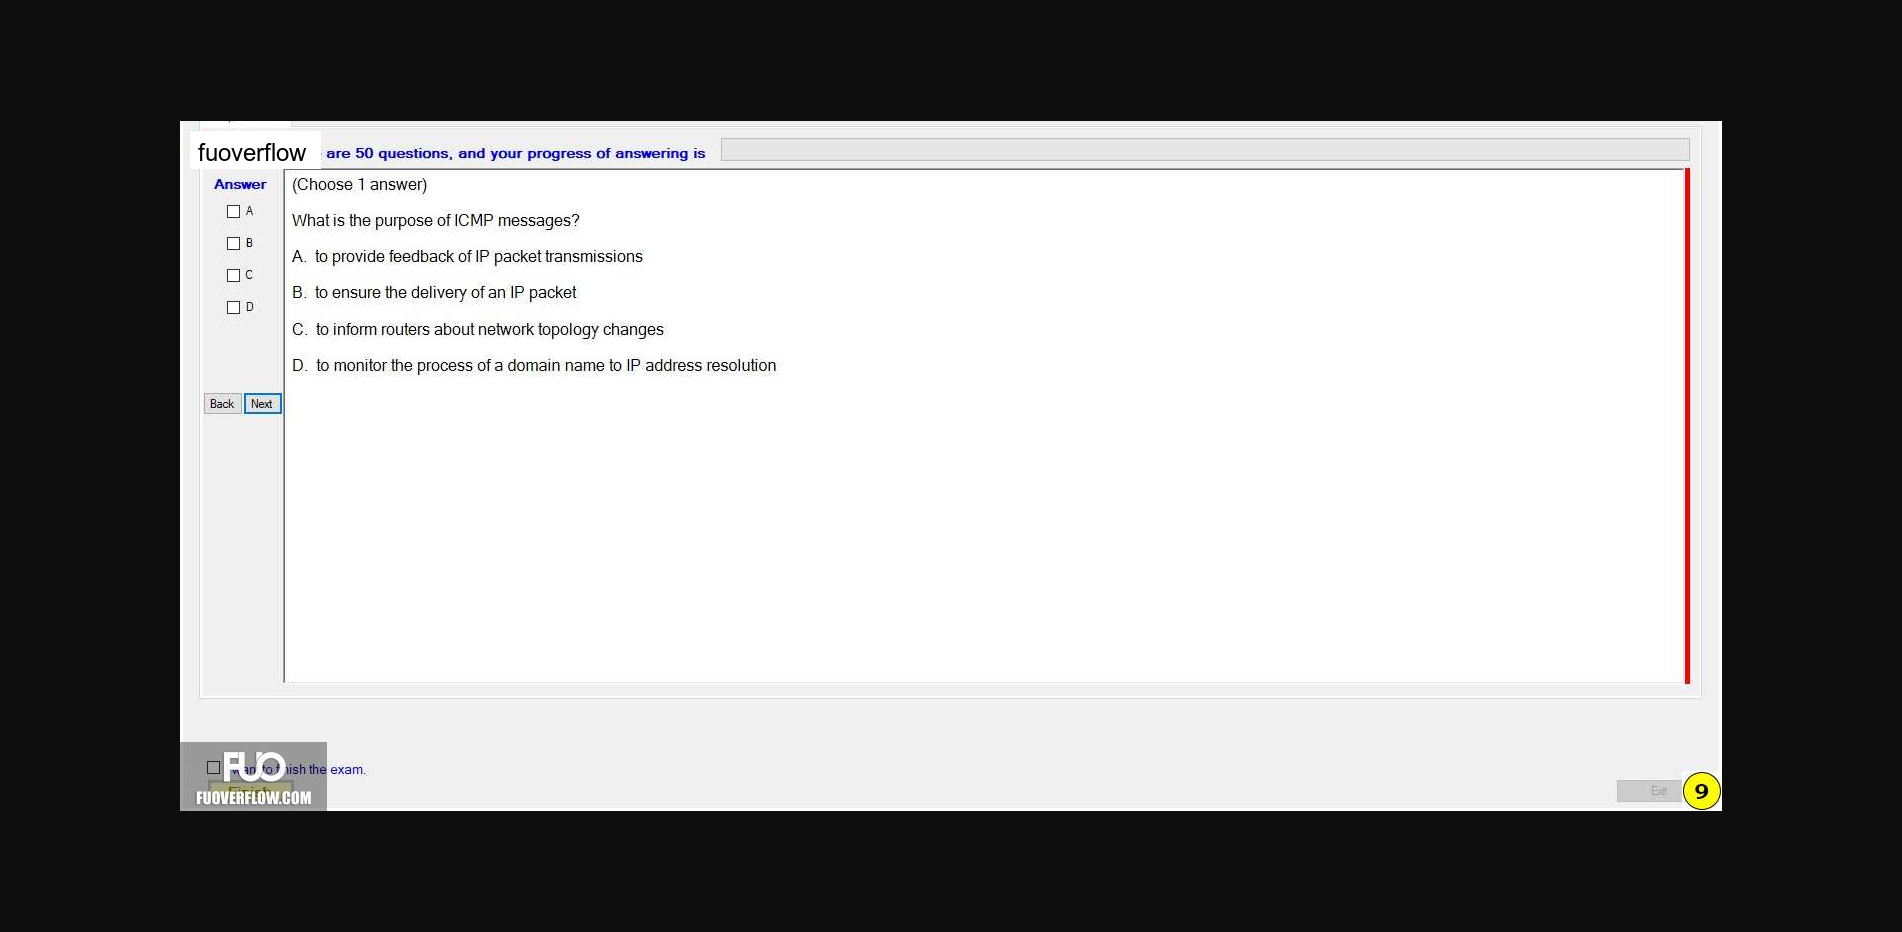 fuoverflow are 50 questions, and your progress of answering is
Answer
(Choose 1 answer)
A
What is the purpose of ICMP messages?
B
A. to provide feedback of IP packet transmissions
C
B. to ensure the delivery of an IP packet
D
C. to inform routers about network topology changes
D. to monitor the process of a domain name to IP address resolution
Back Next
FUO
want to finish the exam.
Finish
FUOVERFLOW.COM
Exit
9